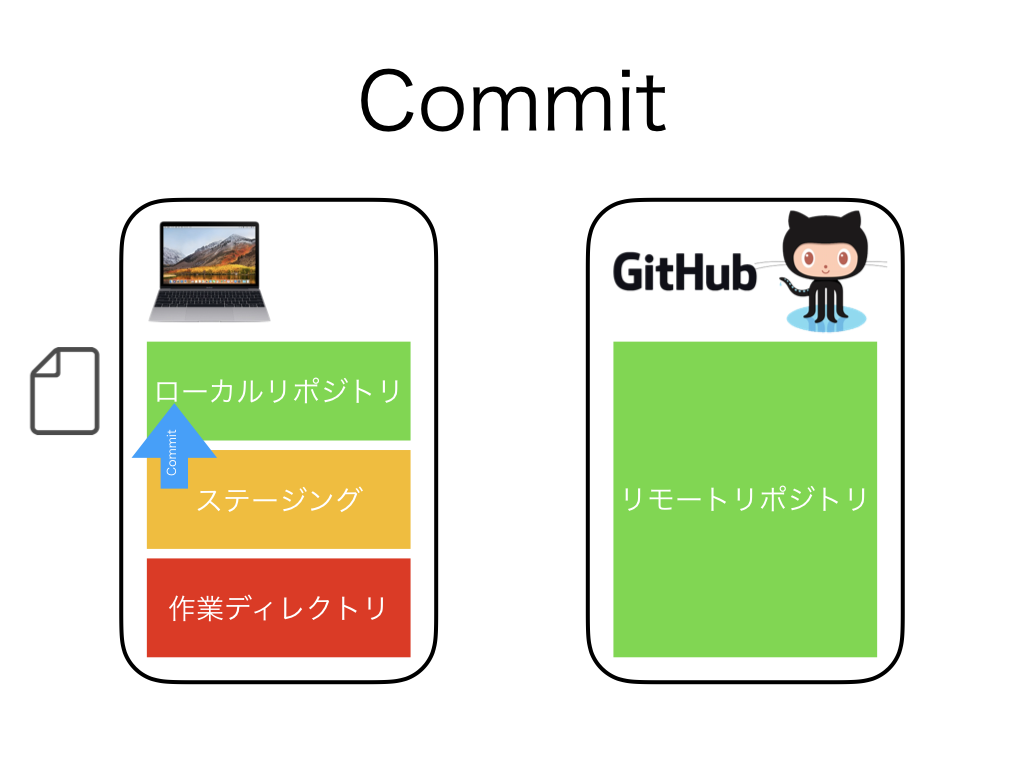 Commit
GitHub
ローカルリポジトリ
Commit
ステージング
作業ディレクトリ
リモートリポジトリ